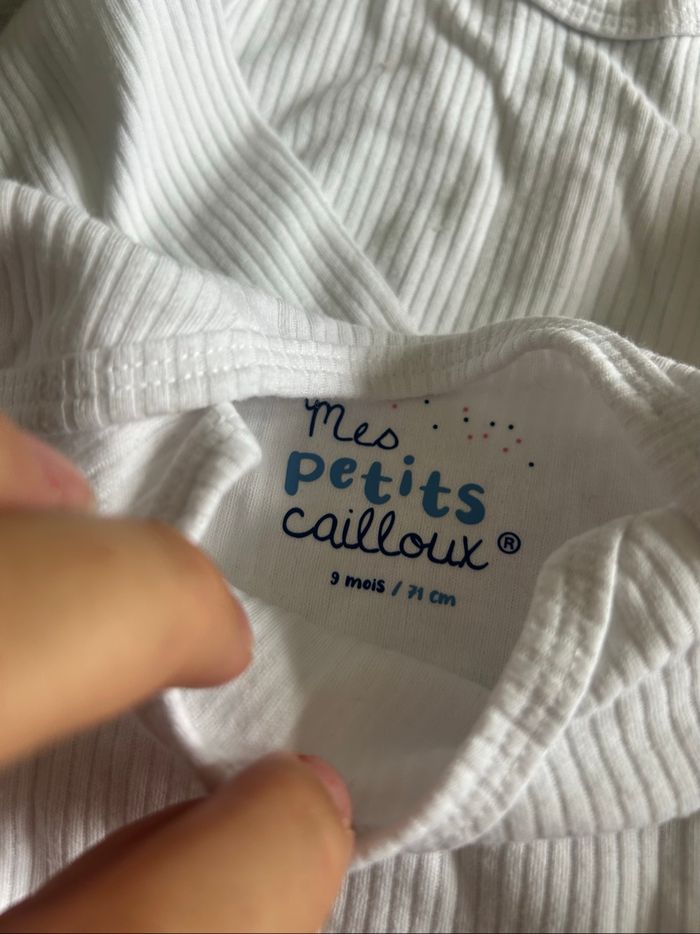 Mes
petits
cailloux®
9 mois / 71 cm